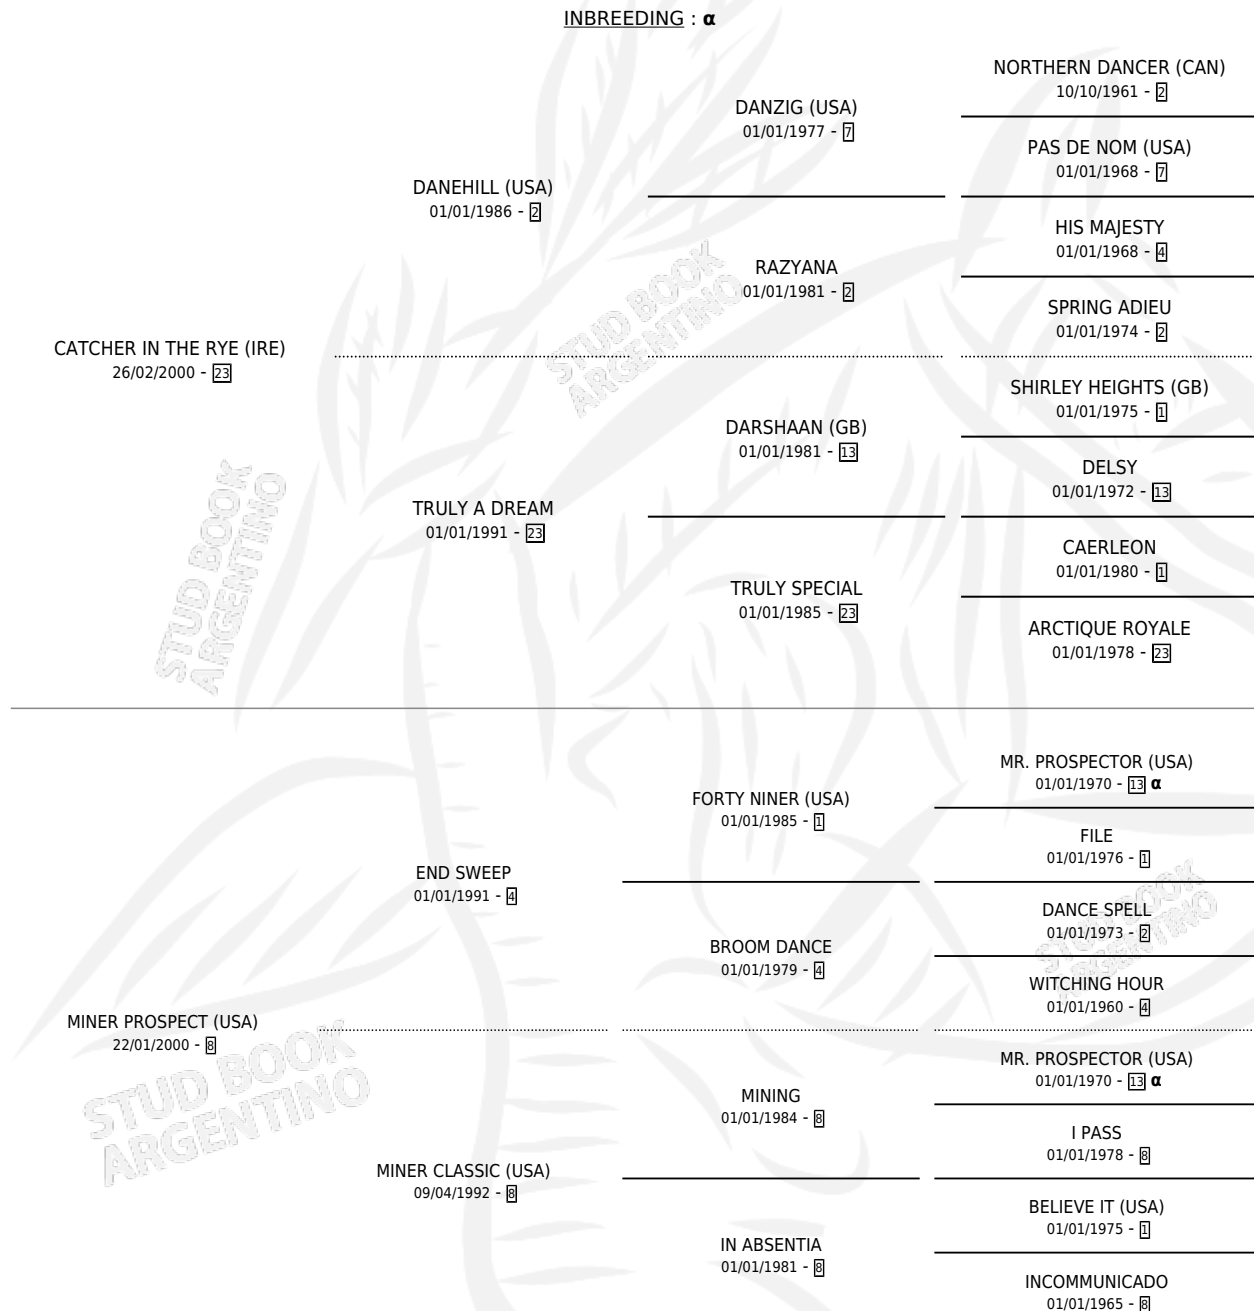 INBREEDING : α
NORTHERN DANCER (CAN)
10/10/1961 - 2
DANZIG (USA)
01/01/1977 - 7
PAS DE NOM (USA)
01/01/1968 - 7
DANEHILL (USA)
01/01/1986 - 2
HIS MAJESTY
01/01/1968 - 4
RAZYANA
01/01/1981 - 2
SPRING ADIEU
01/01/1974 - 2
CATCHER IN THE RYE (IRE)
26/02/2000 - 23
SHIRLEY HEIGHTS (GB)
01/01/1975 - 1
DARSHAAN (GB)
01/01/1981 - 13
DELSY
01/01/1972 - 13
TRULY A DREAM
01/01/1991 - 23
CAERLEON
01/01/1980 - 1
TRULY SPECIAL
01/01/1985 - 23
ARCTIQUE ROYALE
01/01/1978 - 23
MR. PROSPECTOR (USA)
01/01/1970 - 13 α
FORTY NINER (USA)
01/01/1985 - 1
FILE
01/01/1976 - 1
END SWEEP
01/01/1991 - 4
DANCE SPELL
01/01/1973 - 2
BROOM DANCE
01/01/1979 - 4
WITCHING HOUR
01/01/1960 - 4
MINER PROSPECT (USA)
22/01/2000 - 8
MR. PROSPECTOR (USA)
01/01/1970 - 13 α
MINING
01/01/1984 - 8
I PASS
01/01/1978 - 8
MINER CLASSIC (USA)
09/04/1992 - 8
BELIEVE IT (USA)
01/01/1975 - 1
IN ABSENTIA
01/01/1981 - 8
INCOMMUNICADO
01/01/1965 - 8
STUD BOOK
ARGENTINO
STUD BOOK
ARGENTINO
STUD BOOK
ARGENTINO
STUD BOOK
ARGENTINO